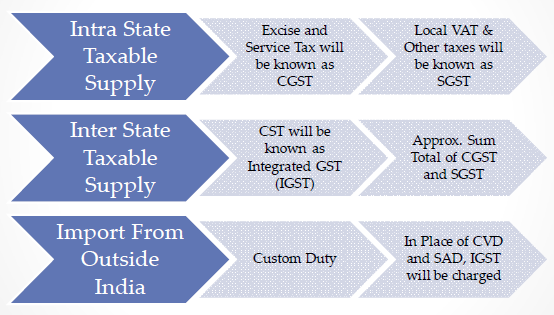 Intra State
Taxable
Supply
Excise and
Service Tax will
be known as
CGST
Local VAT &
Other taxes will
be known as
SGST
Inter State
Taxable
Supply
CST will be
known as
Integrated GST
(IGST)
Approx. Sum
Total of CGST
and SGST
Import From
Outside
India
Custom Duty
In Place of CVD
and SAD, IGST
will be charged